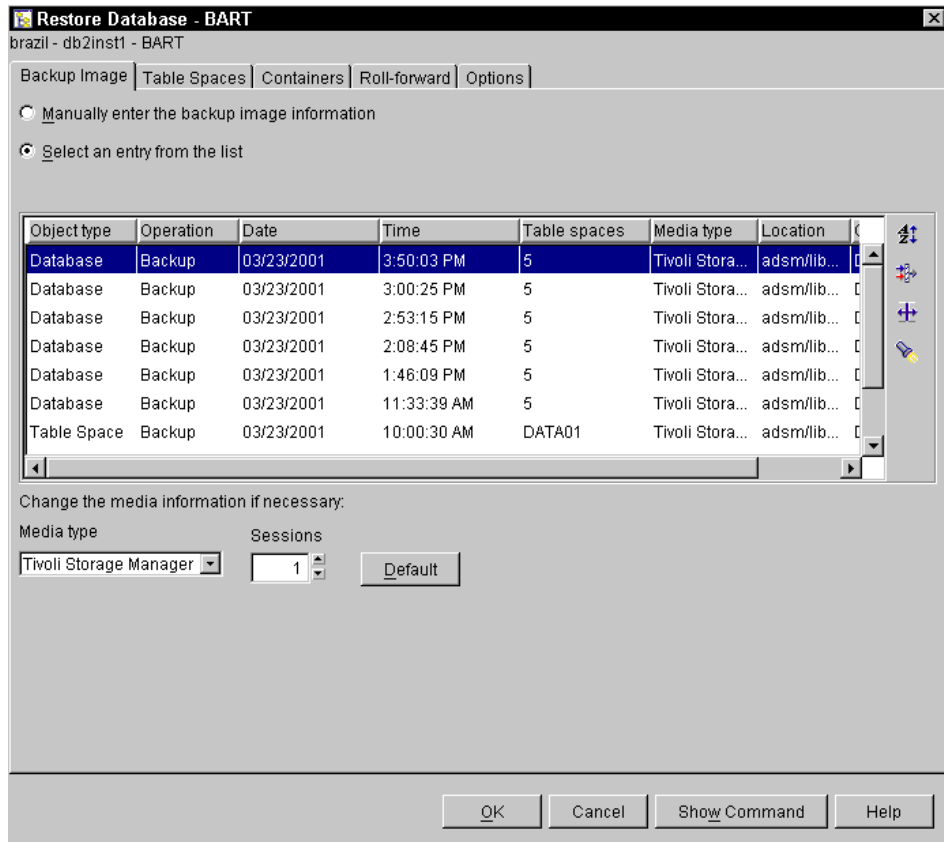 Restore Database - BART
brazil - db2inst1 - BART
Backup Image Table Spaces Containers Roll-forward Options
Manually enter the backup image information
Select an entry from the list
Object type Operation Date Time Table spaces Media type Location
Database Backup 03/23/2001 3:50:03 PM 5 Tivoli Stora... adsm/lib...
Database Backup 03/23/2001 3:00:25 PM 5 Tivoli Stora... adsm/lib...
Database Backup 03/23/2001 2:53:15 PM 5 Tivoli Stora... adsm/lib...
Database Backup 03/23/2001 2:08:45 PM 5 Tivoli Stora... adsm/lib...
Database Backup 03/23/2001 1:46:09 PM 5 Tivoli Stora... adsm/lib...
Database Backup 03/23/2001 11:33:39 AM 5 Tivoli Stora... adsm/lib...
Table Space Backup 03/23/2001 10:00:30 AM DATA01 Tivoli Stora... adsm/lib...
Change the media information if necessary:
Media type Sessions
Tivoli Storage Manager 1 Default
OK Cancel Show Command Help